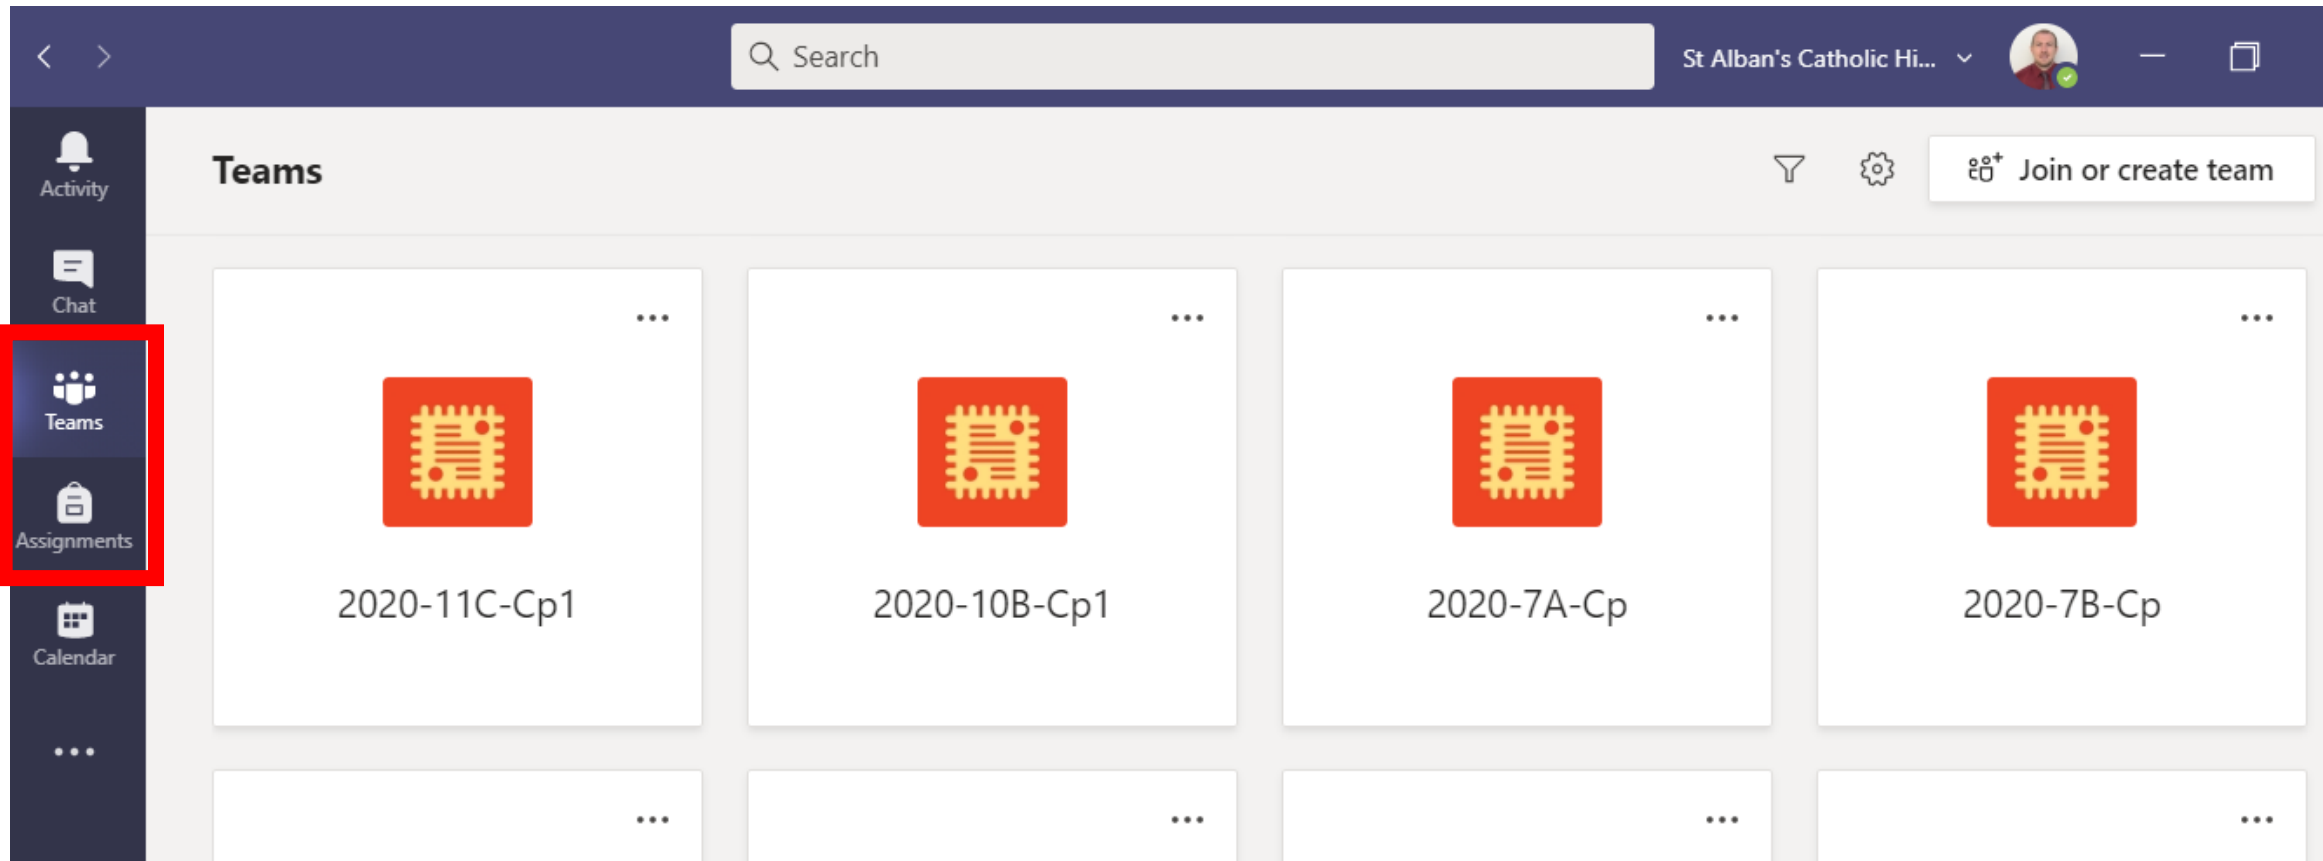 Search
St Alban's Catholic Hi...
Activity
Chat
Teams
Assignments
Calendar
Teams
Join or create team
2020-11C-Cp1
2020-10B-Cp1
2020-7A-Cp
2020-7B-Cp